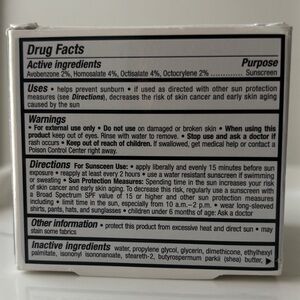 Drug Facts
Active ingredients Purpose
Avobenzone 2%, Homosalate 4%, Octisalate 4%, Octocrylene 2% .............. Sunscreen
Uses • helps prevent sunburn • if used as directed with other sun protection
measures (see Directions), decreases the risk of skin cancer and early skin aging
caused by the sun
Warnings
• For external use only • Do not use on damaged or broken skin • When using this
product keep out of eyes. Rinse with water to remove. • Stop use and ask a doctor if
rash occurs • Keep out of reach of children. If swallowed, get medical help or contact a
Poison Control Center right away.
Directions For Sunscreen Use: • apply liberally and evenly 15 minutes before sun
exposure • reapply at least every 2 hours • use a water resistant sunscreen if swimming
or sweating • Sun Protection Measures: Spending time in the sun increases your risk
of skin cancer and early skin aging. To decrease this risk, regularly use a sunscreen with
a Broad Spectrum SPF value of 15 or higher and other sun protection measures
including • limit time in the sun, especially from 10 a.m.–2 p.m. • wear long-sleeved
shirts, pants, hats, and sunglasses • children under 6 months of age: Ask a doctor
Other information • protect this product from excessive heat and direct sun • may
stain some fabrics
Inactive ingredients water, propylene glycol, glycerin, dimethicone, ethylhexyl
palmitate, isononyl isononanoate, steareth-2, butyrospermum parkii (shea) butter,